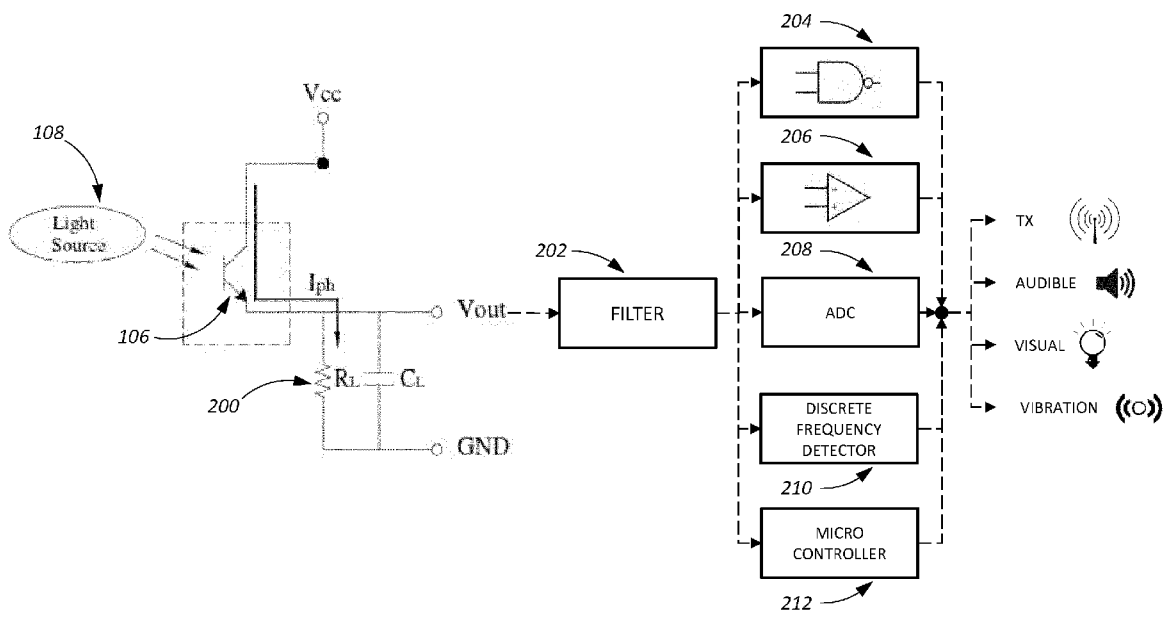 204
Vcc
108
206
Light
Source
TX
202
208
Iph
AUDIBLE
Vout
FILTER
ADC
106
VISUAL
RL
CL
200
DISCRETE
FREQUENCY
DETECTOR
VIBRATION
GND
210
MICRO
CONTROLLER
212